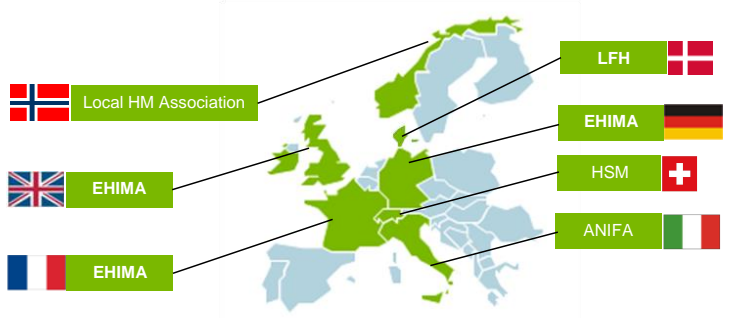 LFH
Local HM Association
EHIMA
HSM
EHIMA
ANIFA
EHIMA